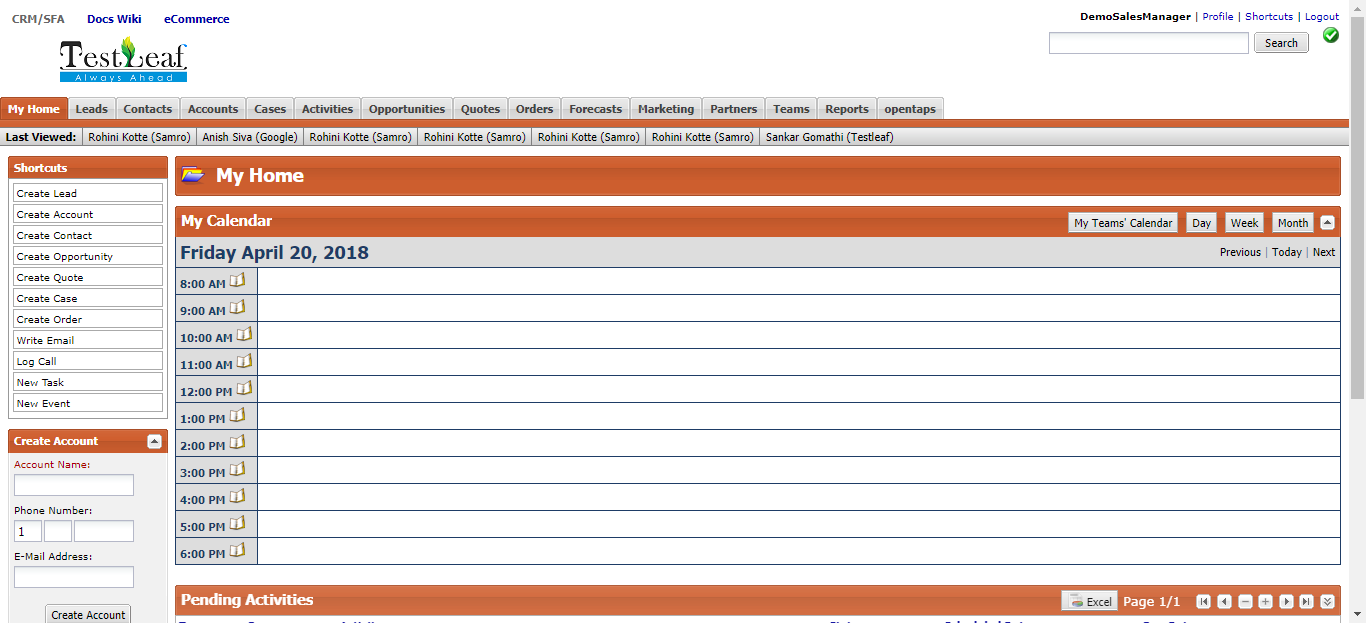 CRM/SFA Docs Wiki eCommerce
DemoSalesManager | Profile | Shortcuts | Logout
Search
TestLeaf
Always Ahead
My Home Leads Contacts Accounts Cases Activities Opportunities Quotes Orders Forecasts Marketing Partners Teams Reports opentaps
Last Viewed: Rohini Kotte (Samro) Anish Siva (Google) Rohini Kotte (Samro) Rohini Kotte (Samro) Rohini Kotte (Samro) Rohini Kotte (Samro) Sankar Gomathi (Testleaf)
Shortcuts
Create Lead
Create Account
Create Contact
Create Opportunity
Create Quote
Create Case
Create Order
Write Email
Log Call
New Task
New Event
Create Account
Account Name:
Phone Number:
1
E-Mail Address:
Create Account
My Home
My Calendar
My Teams' Calendar Day Week Month
Friday April 20, 2018
Previous | Today | Next
8:00 AM
9:00 AM
10:00 AM
11:00 AM
12:00 PM
1:00 PM
2:00 PM
3:00 PM
4:00 PM
5:00 PM
6:00 PM
Pending Activities
Excel Page 1/1